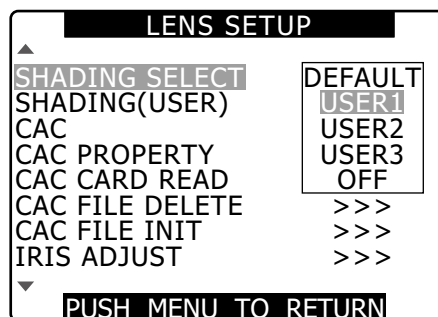 LENS SETUP
SHADING SELECT DEFAULT
SHADING(USER) USER1
CAC USER2
CAC PROPERTY USER3
CAC CARD READ OFF
CAC FILE DELETE >>>
CAC FILE INIT >>>
IRIS ADJUST >>>
PUSH MENU TO RETURN